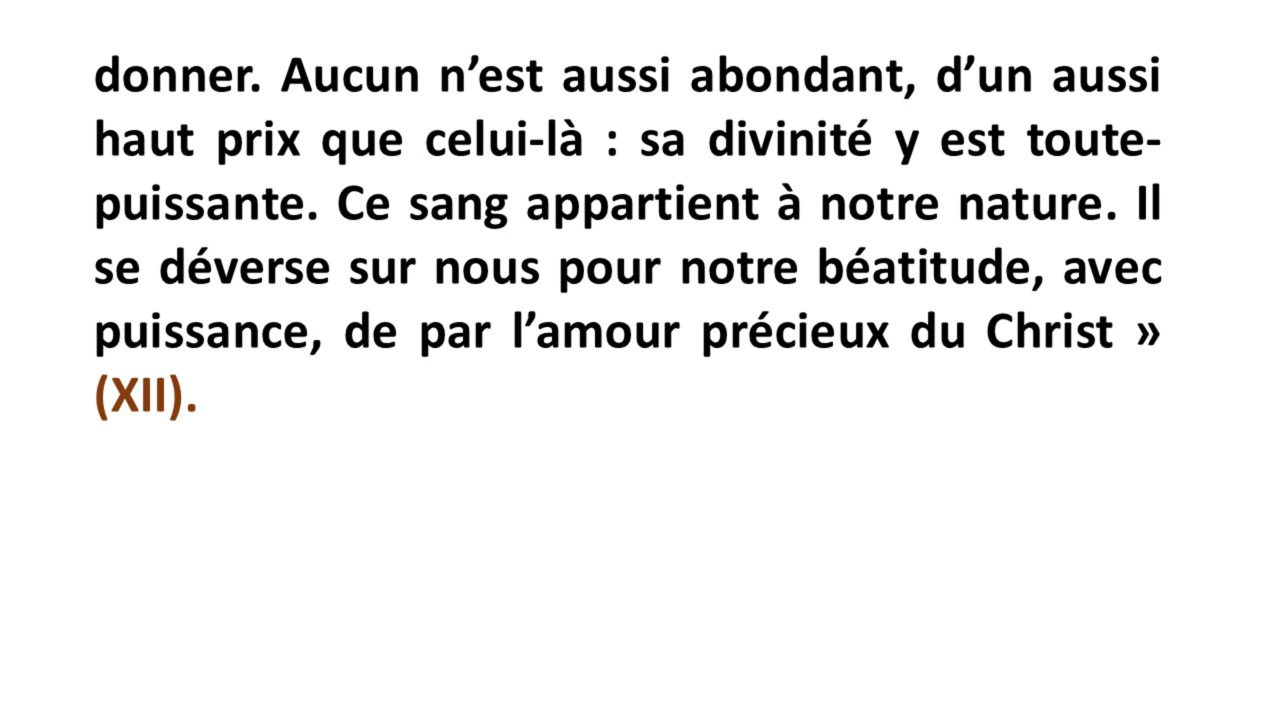 donner. Aucun n’est aussi abondant, d’un aussi
haut prix que celui-là : sa divinité y est toute-
puissante. Ce sang appartient à notre nature. Il
se déverse sur nous pour notre béatitude, avec
puissance, de par l’amour précieux du Christ »
(XII).